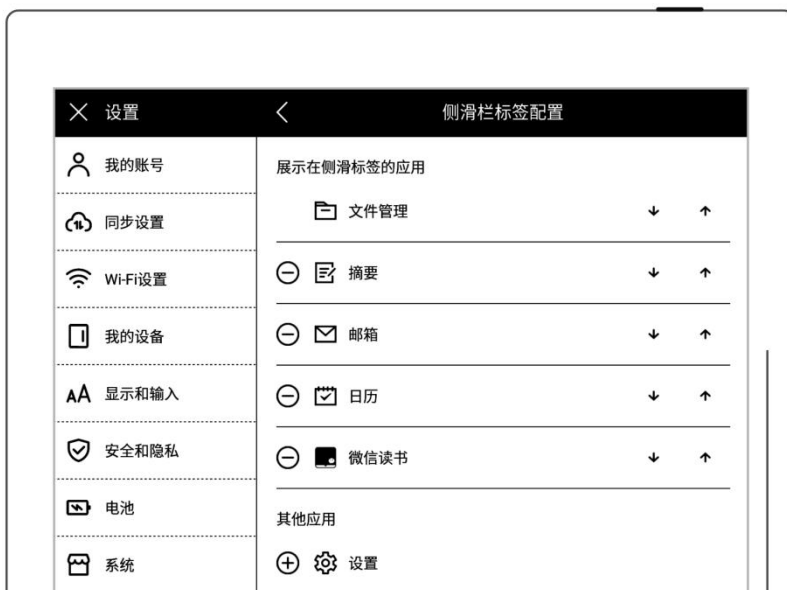 设置
侧滑栏标签配置
我的账号
同步设置
Wi-Fi设置
我的设备
显示和输入
安全和隐私
电池
系统
展示在侧滑标签的应用
文件管理
摘要
邮箱
日历
微信读书
其他应用
设置